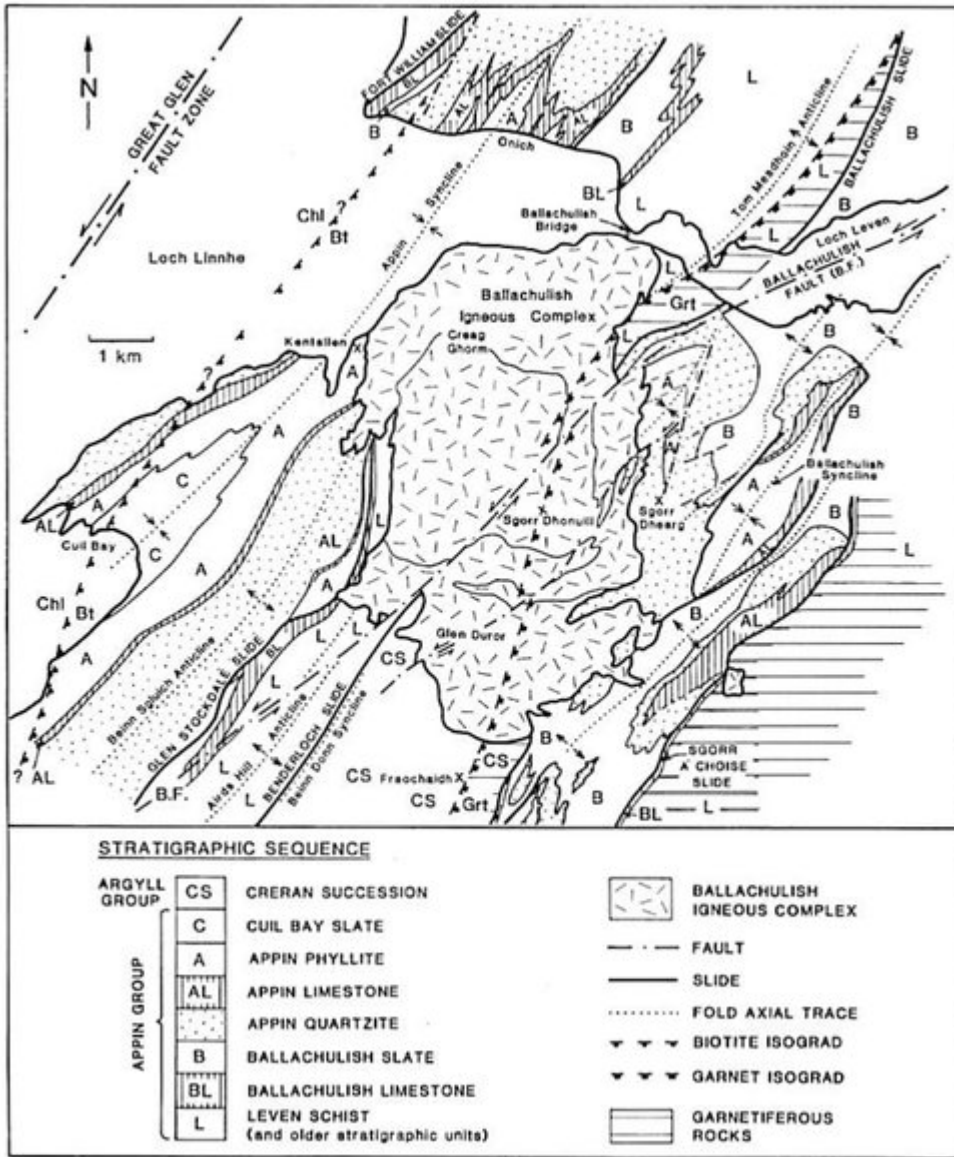 N
GREAT GLEN
FAULT ZONE
FORT WILLIAM SLIDE
BL
B
AL
A
AL
Onich
B
L
BL
L
Ballachulish
Bridge
Tom Meadhoin Anticline
L
BALLACHULISH SLIDE
B
B
L
Loch Leven
BALLACHULISH
FAULT (B.F.)
Chl
?
Bt
Appin Syncline
Loch Linnhe
1 km
Kentallen
X
A
Ballachulish
Igneous Complex
Creag
Ghorm
L
Grt
L
B
A
A
B
B
Ballachulish
Syncline
B
A
A
AL
L
?
C
A
AL
Cuil Bay
C
A
AL
A
L
X
Sgorr Dhonuill
X
Sgorr
Dhearg
Chl
Bt
A
? AL
Beinn Sgluich Anticline
GLEN STOCKDALE SLIDE
BL
L
L
L
B.F.
L
Airds Hill Anticline
L
BENDERLOCH SLIDE
Beinn Donn Syncline
Glen Duror
CS
CS
CS
Fraochaidh X
CS
Grt
B
B
AL
B
SGORR
A' CHOISE
SLIDE
L
BL
STRATIGRAPHIC SEQUENCE
ARGYLL
GROUP
CS CRERAN SUCCESSION
APPIN GROUP
C CUIL BAY SLATE
A APPIN PHYLLITE
AL APPIN LIMESTONE
APPIN QUARTZITE
B BALLACHULISH SLATE
BL BALLACHULISH LIMESTONE
L LEVEN SCHIST
(and older stratigraphic units)
BALLACHULISH
IGNEOUS COMPLEX
FAULT
SLIDE
FOLD AXIAL TRACE
BIOTITE ISOGRAD
GARNET ISOGRAD
GARNETIFEROUS
ROCKS